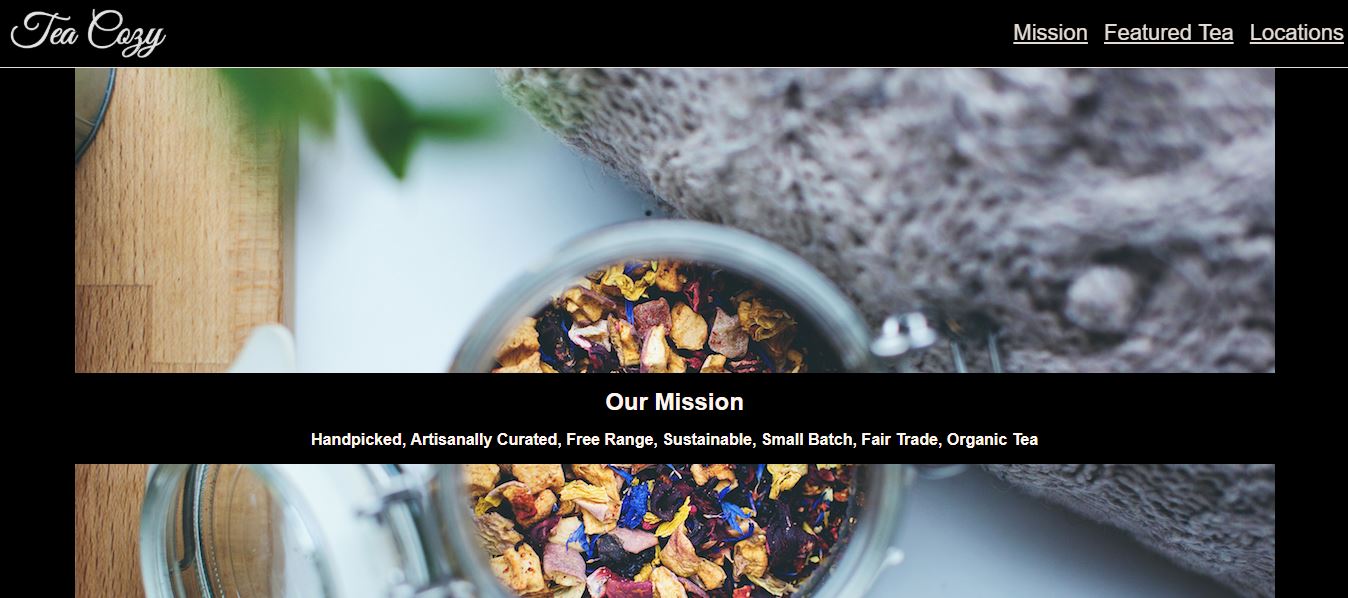 Tea Cozy
Mission Featured Tea Locations
Our Mission
Handpicked, Artisanally Curated, Free Range, Sustainable, Small Batch, Fair Trade, Organic Tea